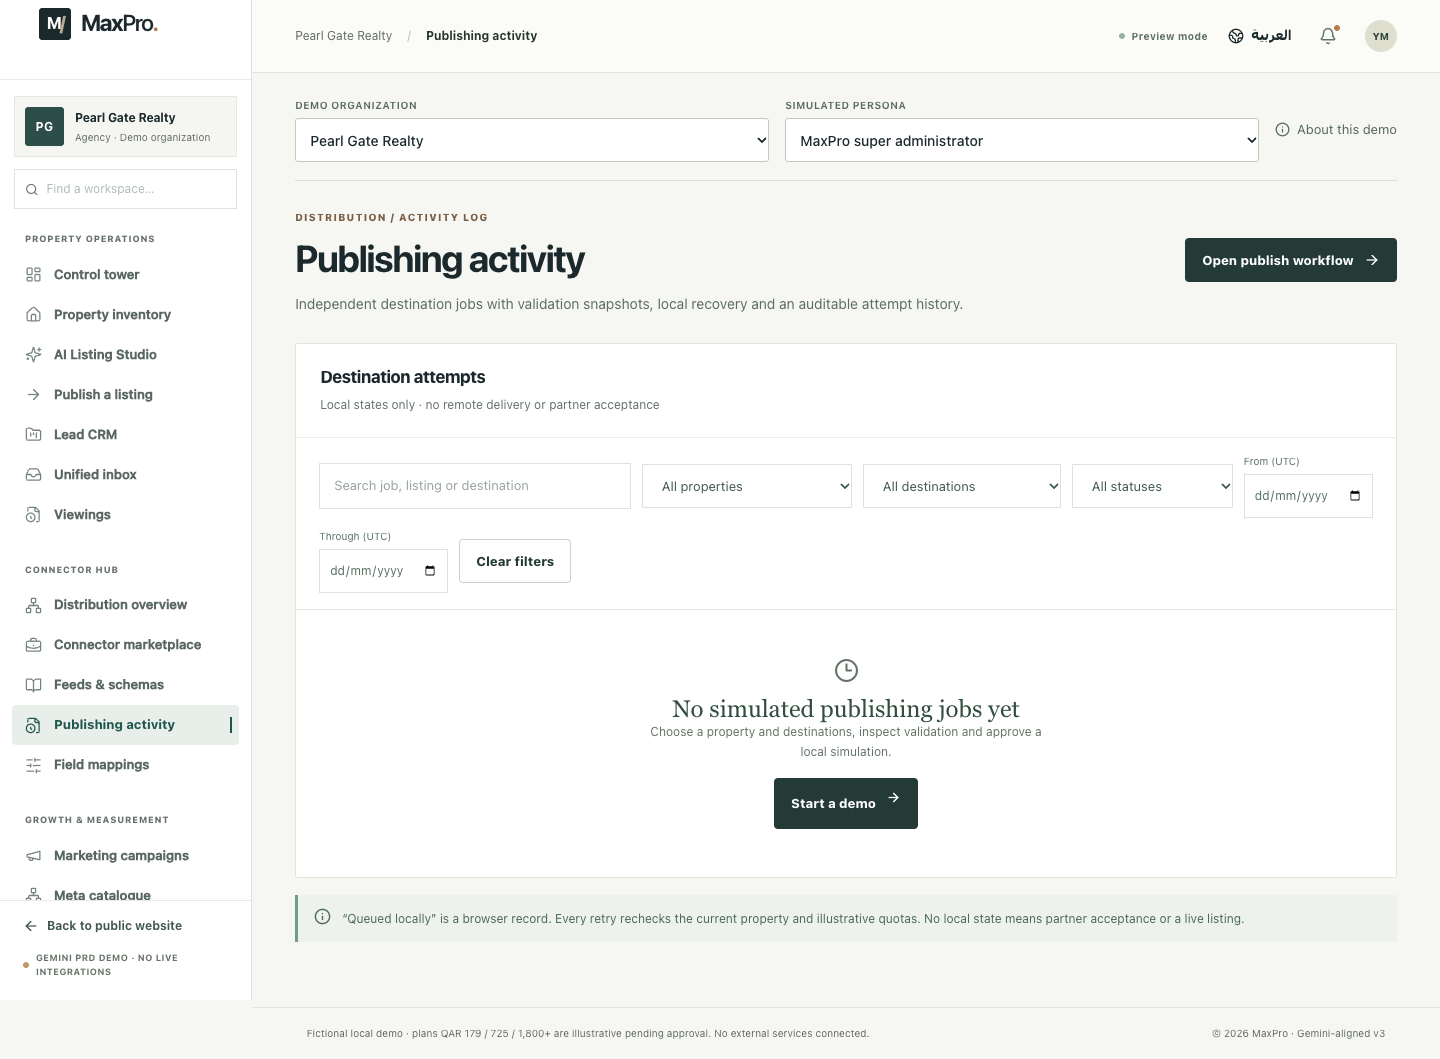 M/ MaxPro.
Pearl Gate Realty / Publishing activity
Preview mode
العربية
YM
PG
Pearl Gate Realty
Agency · Demo organization
Find a workspace...
PROPERTY OPERATIONS
Control tower
Property inventory
AI Listing Studio
Publish a listing
Lead CRM
Unified inbox
Viewings
CONNECTOR HUB
Distribution overview
Connector marketplace
Feeds & schemas
Publishing activity
Field mappings
GROWTH & MEASUREMENT
Marketing campaigns
Meta catalogue
Back to public website
GEMINI PRD DEMO · NO LIVE
INTEGRATIONS
DEMO ORGANIZATION
Pearl Gate Realty
SIMULATED PERSONA
MaxPro super administrator
About this demo
DISTRIBUTION / ACTIVITY LOG
Publishing activity
Open publish workflow
Independent destination jobs with validation snapshots, local recovery and an auditable attempt history.
Destination attempts
Local states only · no remote delivery or partner acceptance
Search job, listing or destination
All properties
All destinations
All statuses
From (UTC)
dd/mm/yyyy
Through (UTC)
dd/mm/yyyy
Clear filters
No simulated publishing jobs yet
Choose a property and destinations, inspect validation and approve a
local simulation.
Start a demo
“Queued locally” is a browser record. Every retry rechecks the current property and illustrative quotas. No local state means partner acceptance or a live listing.
Fictional local demo · plans QAR 179 / 725 / 1,800+ are illustrative pending approval. No external services connected.
© 2026 MaxPro · Gemini-aligned v3